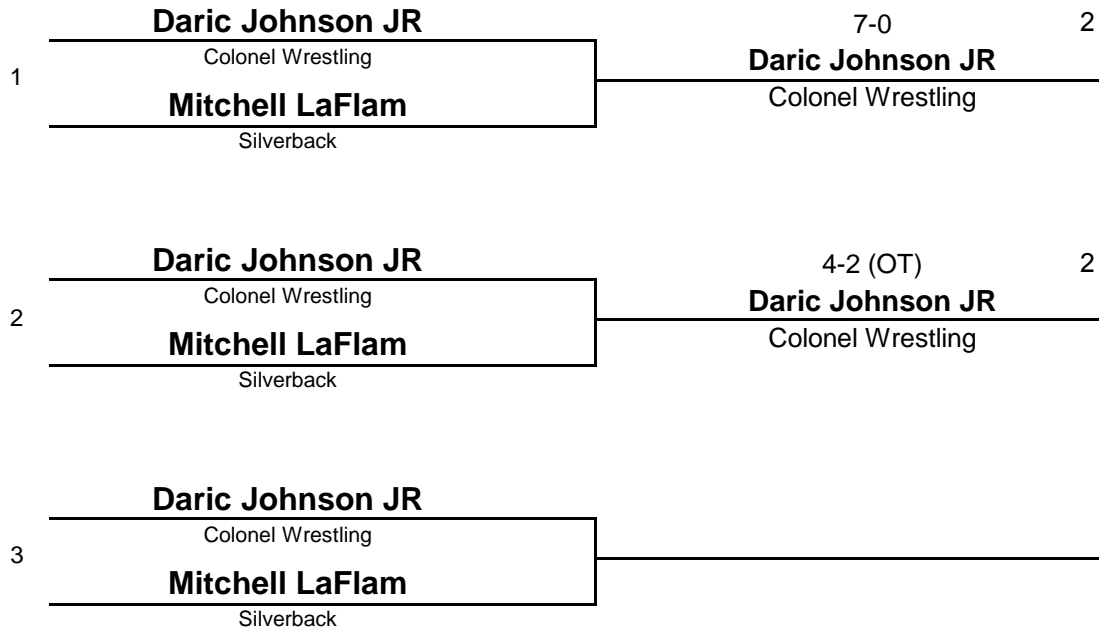 Daric Johnson JR
Colonel Wrestling
1
Mitchell LaFlam
Silverback
7-0 2
Daric Johnson JR
Colonel Wrestling
Daric Johnson JR
Colonel Wrestling
2
Mitchell LaFlam
Silverback
4-2 (OT) 2
Daric Johnson JR
Colonel Wrestling
Daric Johnson JR
Colonel Wrestling
3
Mitchell LaFlam
Silverback